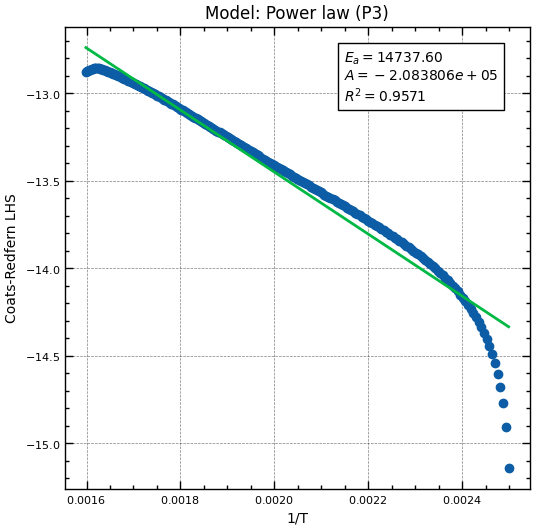 Model: Power law (P3)
E_a = 14737.60
A = −2.083806e + 05
R² = 0.9571
−13.0
−13.5
−14.0
−14.5
−15.0
Coats-Redfern LHS
0.0016 0.0018 0.0020 0.0022 0.0024
1/T